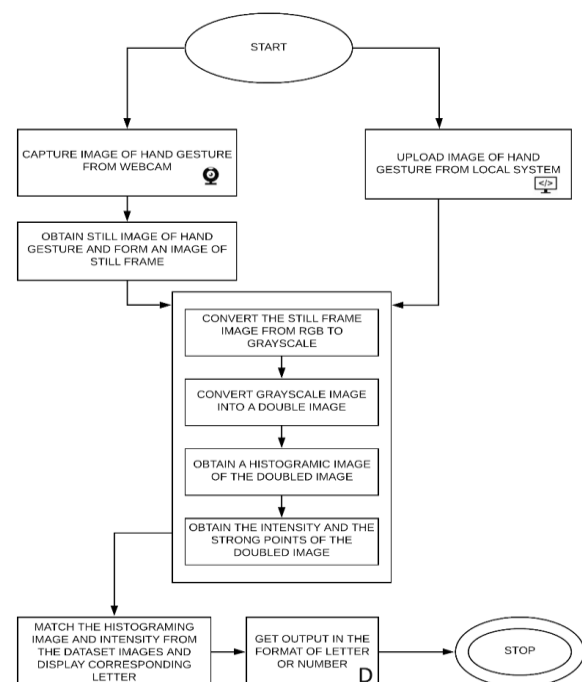 START
CAPTURE IMAGE OF HAND GESTURE
FROM WEBCAM
UPLOAD IMAGE OF HAND
GESTURE FROM LOCAL SYSTEM
</>
OBTAIN STILL IMAGE OF HAND
GESTURE AND FORM AN IMAGE OF
STILL FRAME
CONVERT THE STILL FRAME
IMAGE FROM RGB TO
GRAYSCALE
CONVERT GRAYSCALE IMAGE
INTO A DOUBLE IMAGE
OBTAIN A HISTOGRAMIC IMAGE
OF THE DOUBLED IMAGE
OBTAIN THE INTENSITY AND THE
STRONG POINTS OF THE
DOUBLED IMAGE
MATCH THE HISTOGRAMING
IMAGE AND INTENSITY FROM
THE DATASET IMAGES AND
DISPLAY CORRESPONDING
LETTER
GET OUTPUT IN THE
FORMAT OF LETTER
OR NUMBER
D
STOP